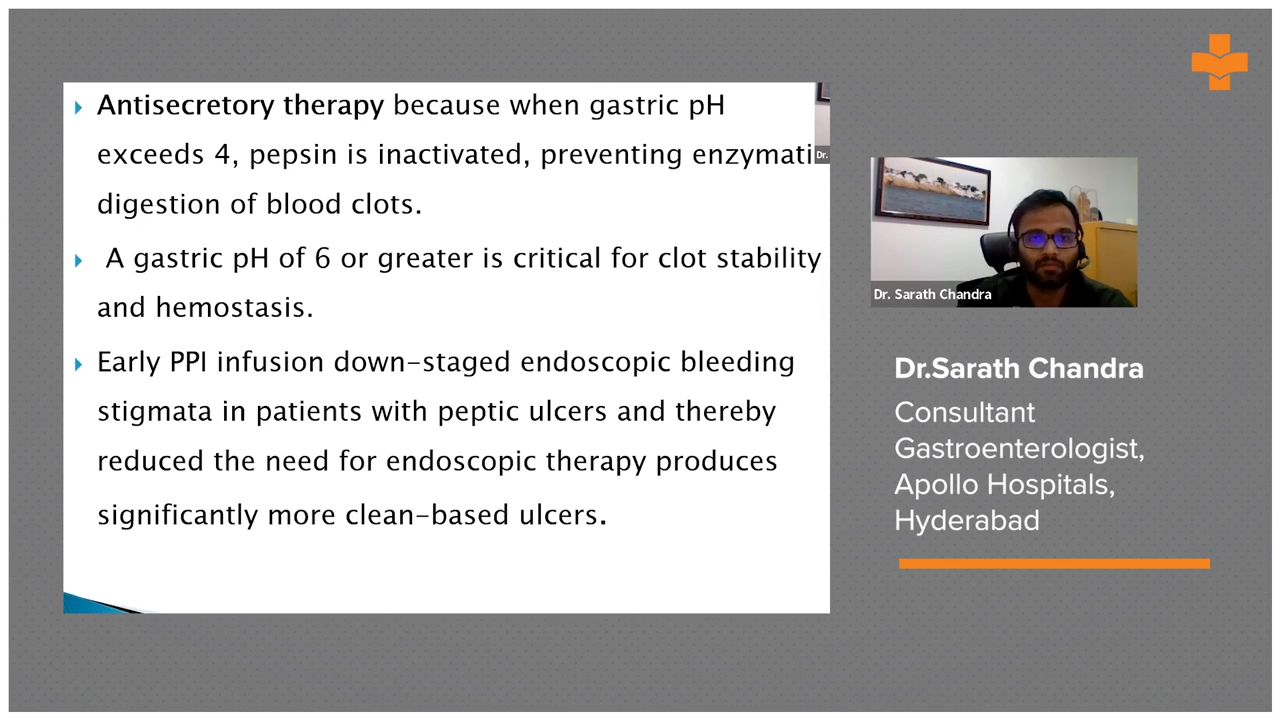 Antisecretory therapy because when gastric pH
exceeds 4, pepsin is inactivated, preventing enzymati
digestion of blood clots.
A gastric pH of 6 or greater is critical for clot stability
and hemostasis.
Early PPI infusion down-staged endoscopic bleeding
stigmata in patients with peptic ulcers and thereby
reduced the need for endoscopic therapy produces
significantly more clean-based ulcers.
Dr.
Dr. Sarath Chandra
Dr.Sarath Chandra
Consultant
Gastroenterologist,
Apollo Hospitals,
Hyderabad